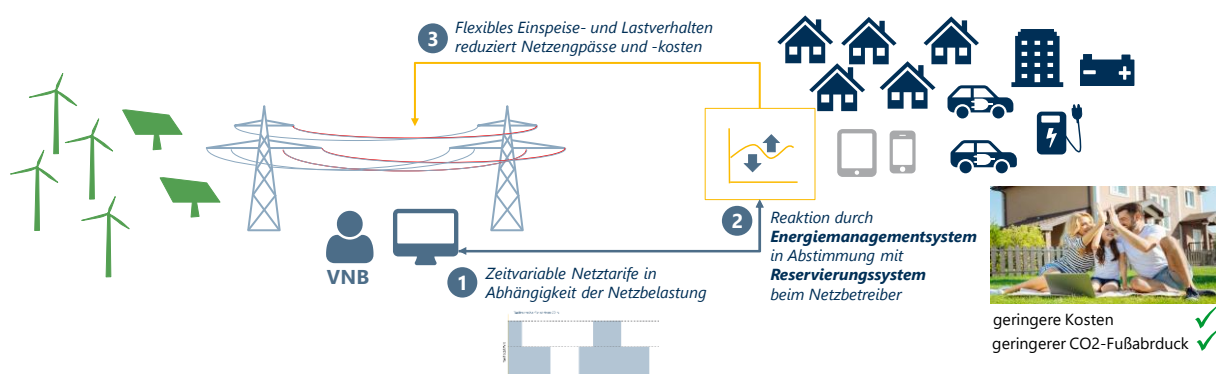 3
Flexibles Einspeise- und Lastverhalten
reduziert Netzengpässe und -kosten
VNB
1
Zeitvariable Netztarife in
Abhängigkeit der Netzbelastung
2
Reaktion durch
Energiemanagementsystem
in Abstimmung mit
Reservierungssystem
beim Netzbetreiber
geringere Kosten
geringerer CO2-Fußabrduck